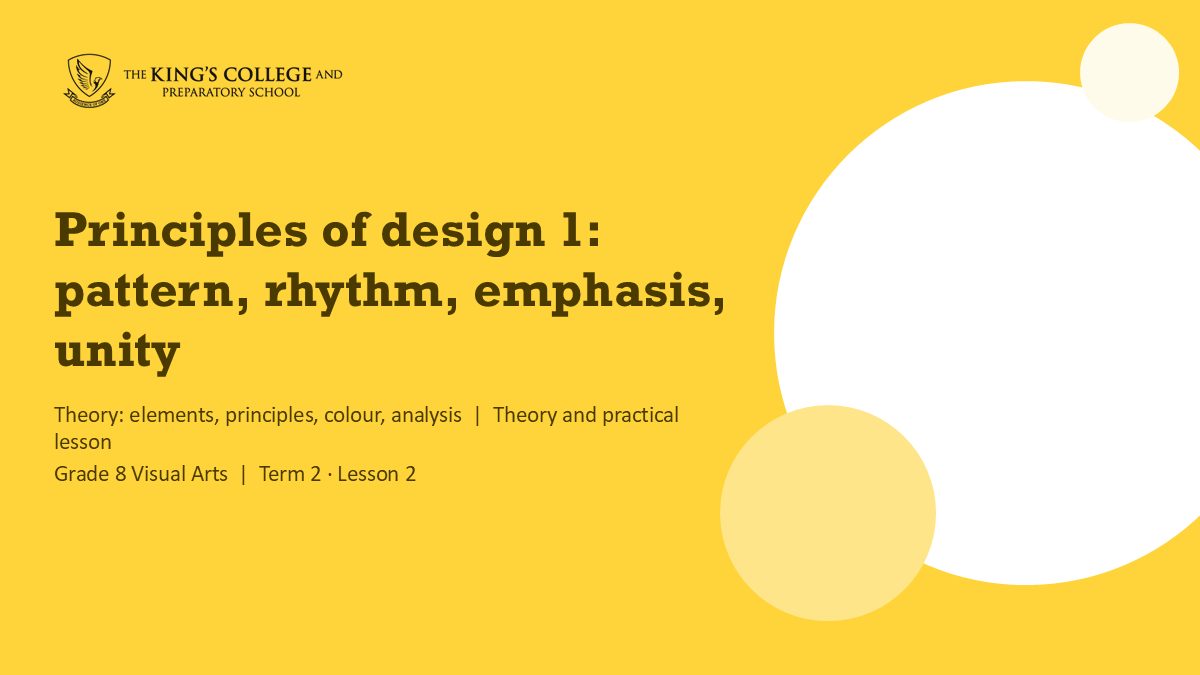 THE KING'S COLLEGE AND
PREPARATORY SCHOOL
Principles of design 1:
pattern, rhythm, emphasis,
unity
Theory: elements, principles, colour, analysis | Theory and practical
lesson
Grade 8 Visual Arts | Term 2 · Lesson 2